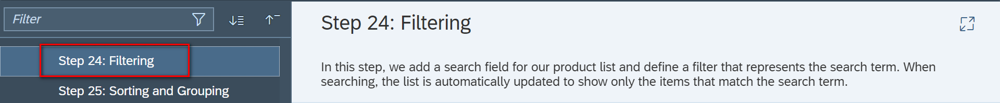 Filter
Step 24: Filtering
Step 25: Sorting and Grouping
Step 24: Filtering
In this step, we add a search field for our product list and define a filter that represents the search term. When
searching, the list is automatically updated to show only the items that match the search term.